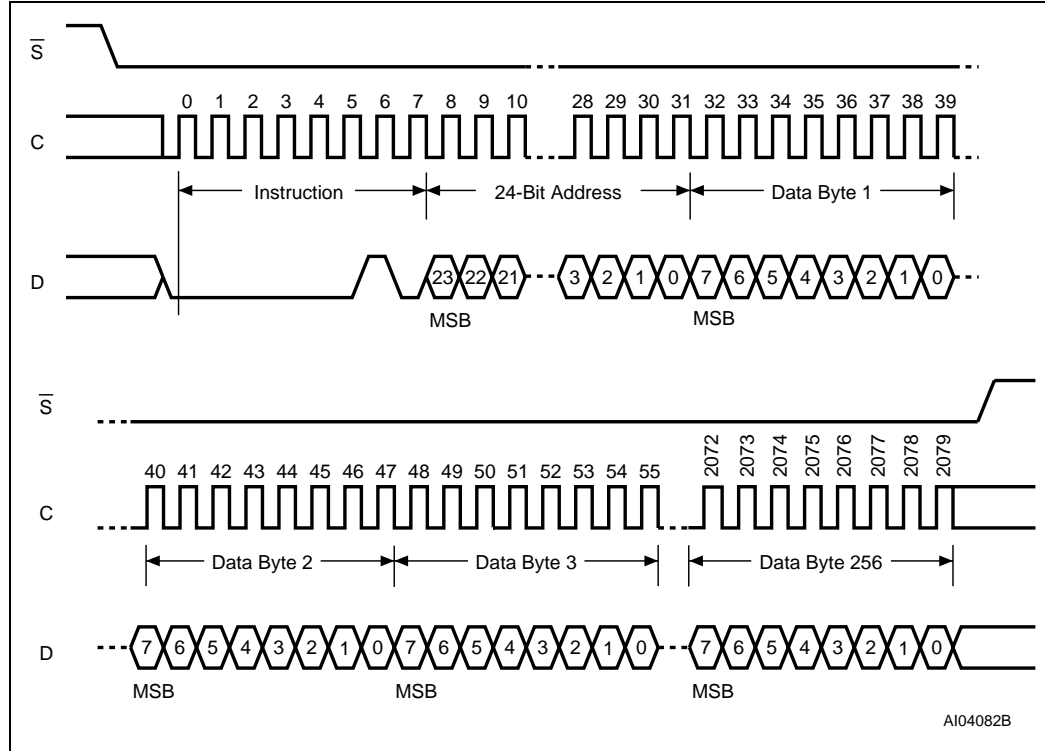 S
0 1 2 3 4 5 6 7 8 9 10 28 29 30 31 32 33 34 35 36 37 38 39
C
Instruction 24-Bit Address Data Byte 1
D 23 22 21 3 2 1 0 7 6 5 4 3 2 1 0
MSB MSB
S
40 41 42 43 44 45 46 47 48 49 50 51 52 53 54 55 2072 2073 2074 2075 2076 2077 2078 2079
C
Data Byte 2 Data Byte 3 Data Byte 256
D 7 6 5 4 3 2 1 0 7 6 5 4 3 2 1 0 7 6 5 4 3 2 1 0
MSB MSB MSB
AI04082B